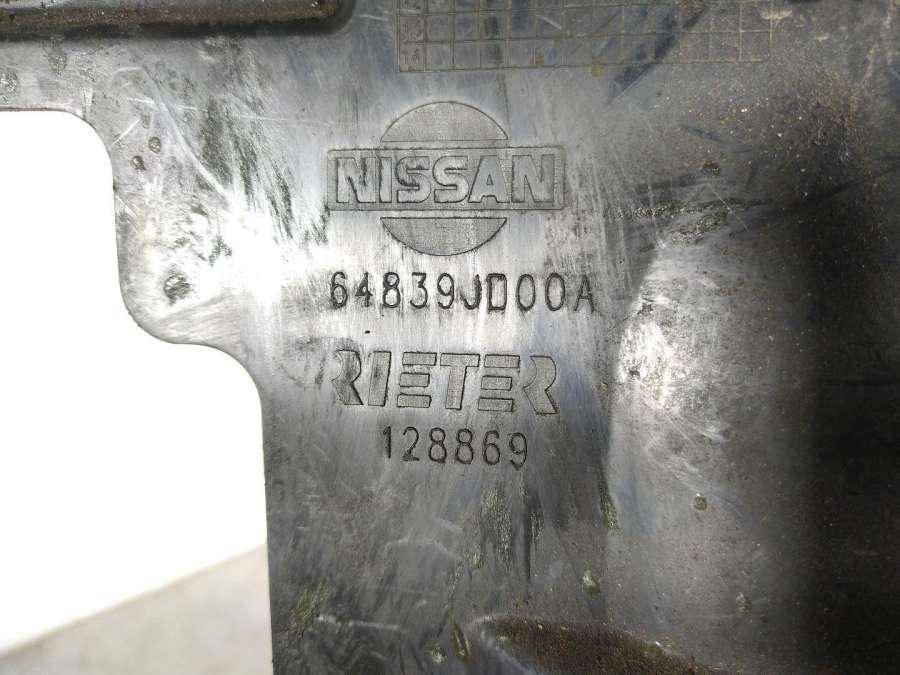 NISSAN
64839JD00A
RIETER
128869